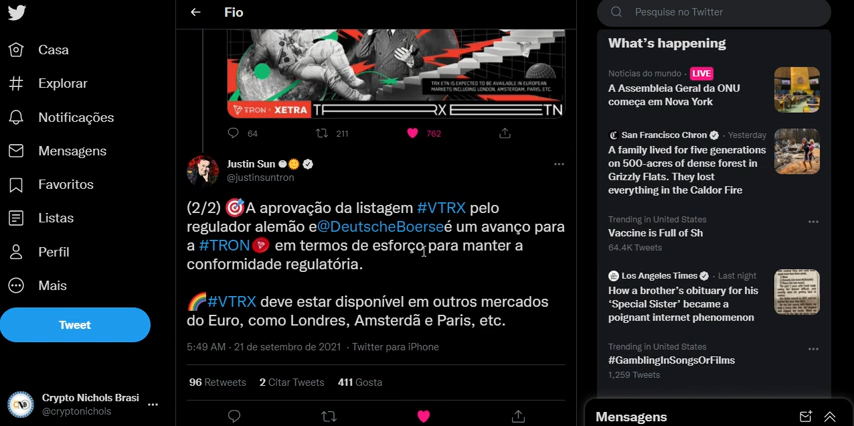 Casa
Explorar
Notificações
Mensagens
Favoritos
Listas
Perfil
Mais
Tweet
Crypto Nichols Brasi
@cryptonichols
Fio
TRX ETN IS EXPECTED TO BE AVAILABLE IN EUROPEAN
MARKETS INCLUDING LONDON, AMSTERDAM, PARIS, ETC.
TRON × XETRA
64
211
762
Justin Sun
@justinsuntron
(2/2) 🎯A aprovação da listagem #VTRX pelo
regulador alemão e@DeutscheBoerseé um avanço para
a #TRON em termos de esforço para manter a
conformidade regulatória.
🌈#VTRX deve estar disponível em outros mercados
do Euro, como Londres, Amsterdã e Paris, etc.
5:49 AM · 21 de setembro de 2021 · Twitter para iPhone
96 Retweets 2 Citar Tweets 411 Gosta
Pesquise no Twitter
What's happening
Notícias do mundo · LIVE
A Assembleia Geral da ONU
começa em Nova York
San Francisco Chron · Yesterday
A family lived for five generations
on 500-acres of dense forest in
Grizzly Flats. They lost
everything in the Caldor Fire
Trending in United States
Vaccine is Full of Sh
64.4K Tweets
Los Angeles Times · Last night
How a brother's obituary for his
'Special Sister' became a
poignant internet phenomenon
Trending in United States
#GamblingInSongsOrFilms
1,259 Tweets
Mensagens